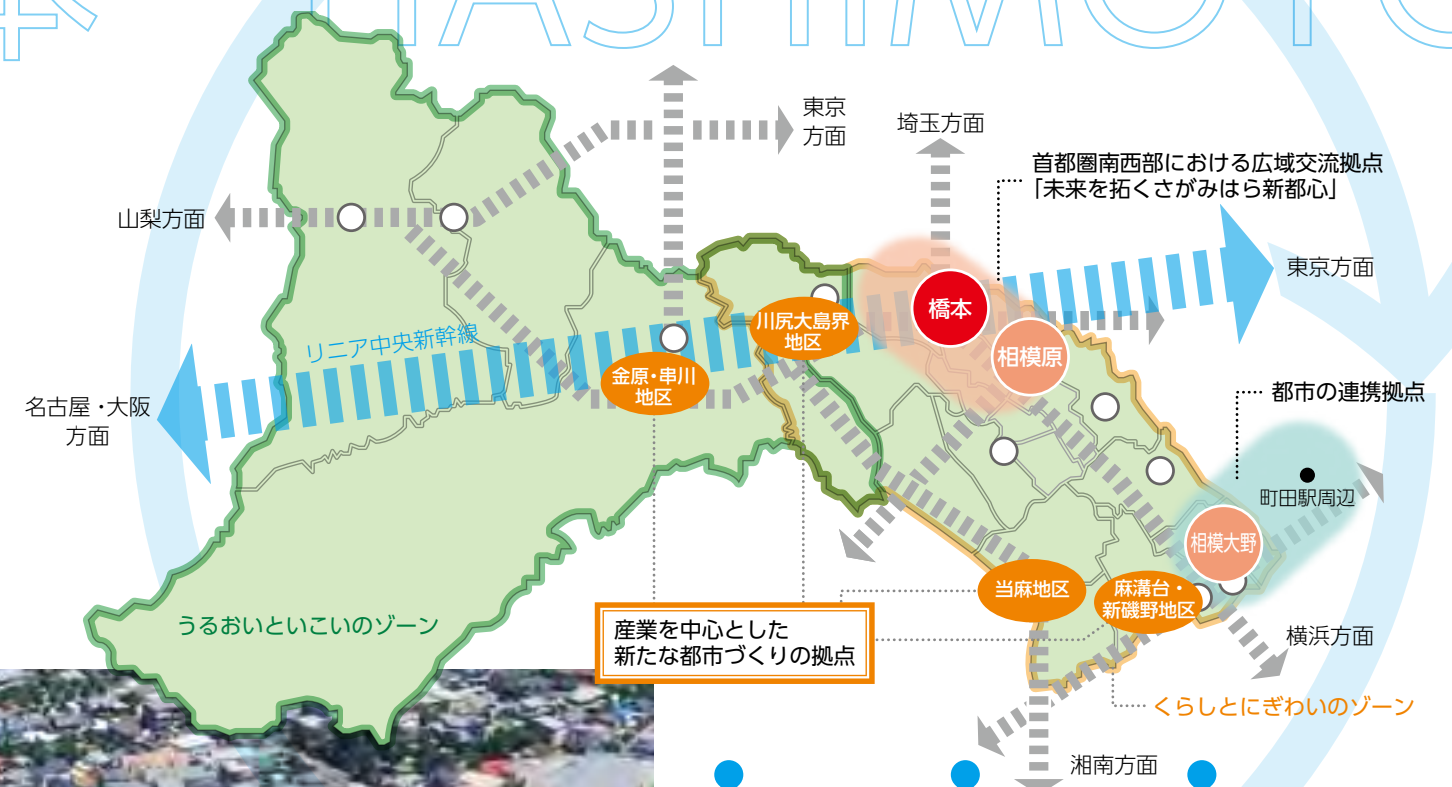 HASHIMOTO
東京
方面
埼玉方面
首都圏南西部における広域交流拠点
「未来を拓くさがみはら新都心」
山梨方面
東京方面
橋本
川尻大島界
地区
相模原
リニア中央新幹線
金原・串川
地区
名古屋・大阪
方面
都市の連携拠点
町田駅周辺
相模大野
当麻地区
麻溝台・
新磯野地区
うるおいといこいのゾーン
産業を中心とした
新たな都市づくりの拠点
横浜方面
くらしとにぎわいのゾーン
湘南方面